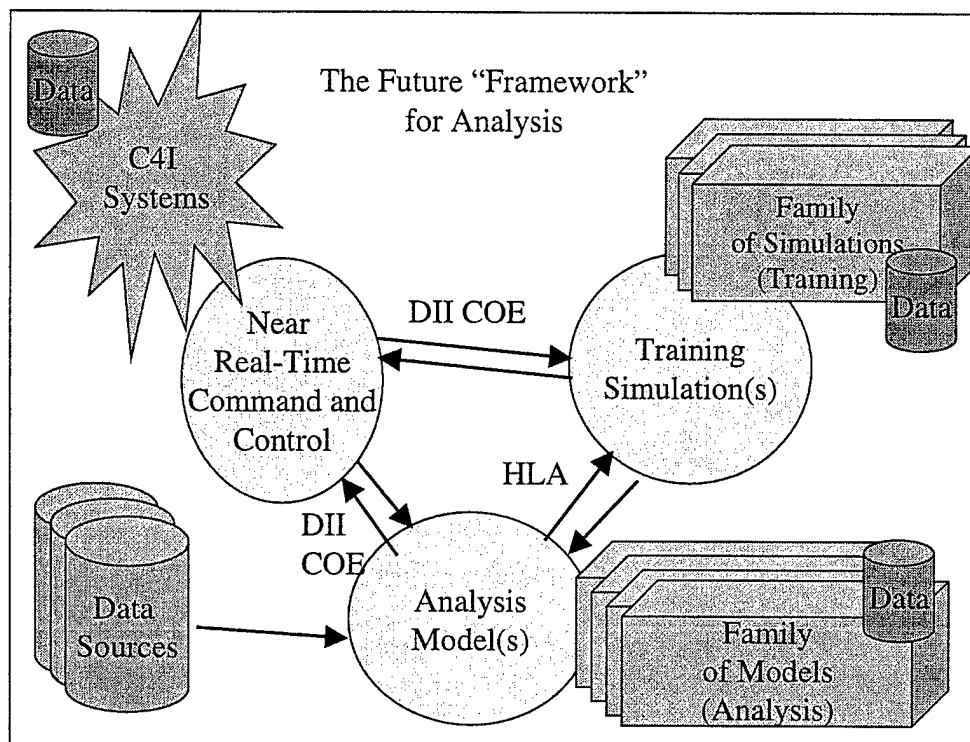 The Future “Framework”
for Analysis
Data
C4I
Systems
Family
of Simulations
(Training)
Data
Near
Real-Time
Command and
Control
DII COE
Training
Simulation(s)
HLA
DII
COE
Data
Sources
Analysis
Model(s)
Data
Family
of Models
(Analysis)